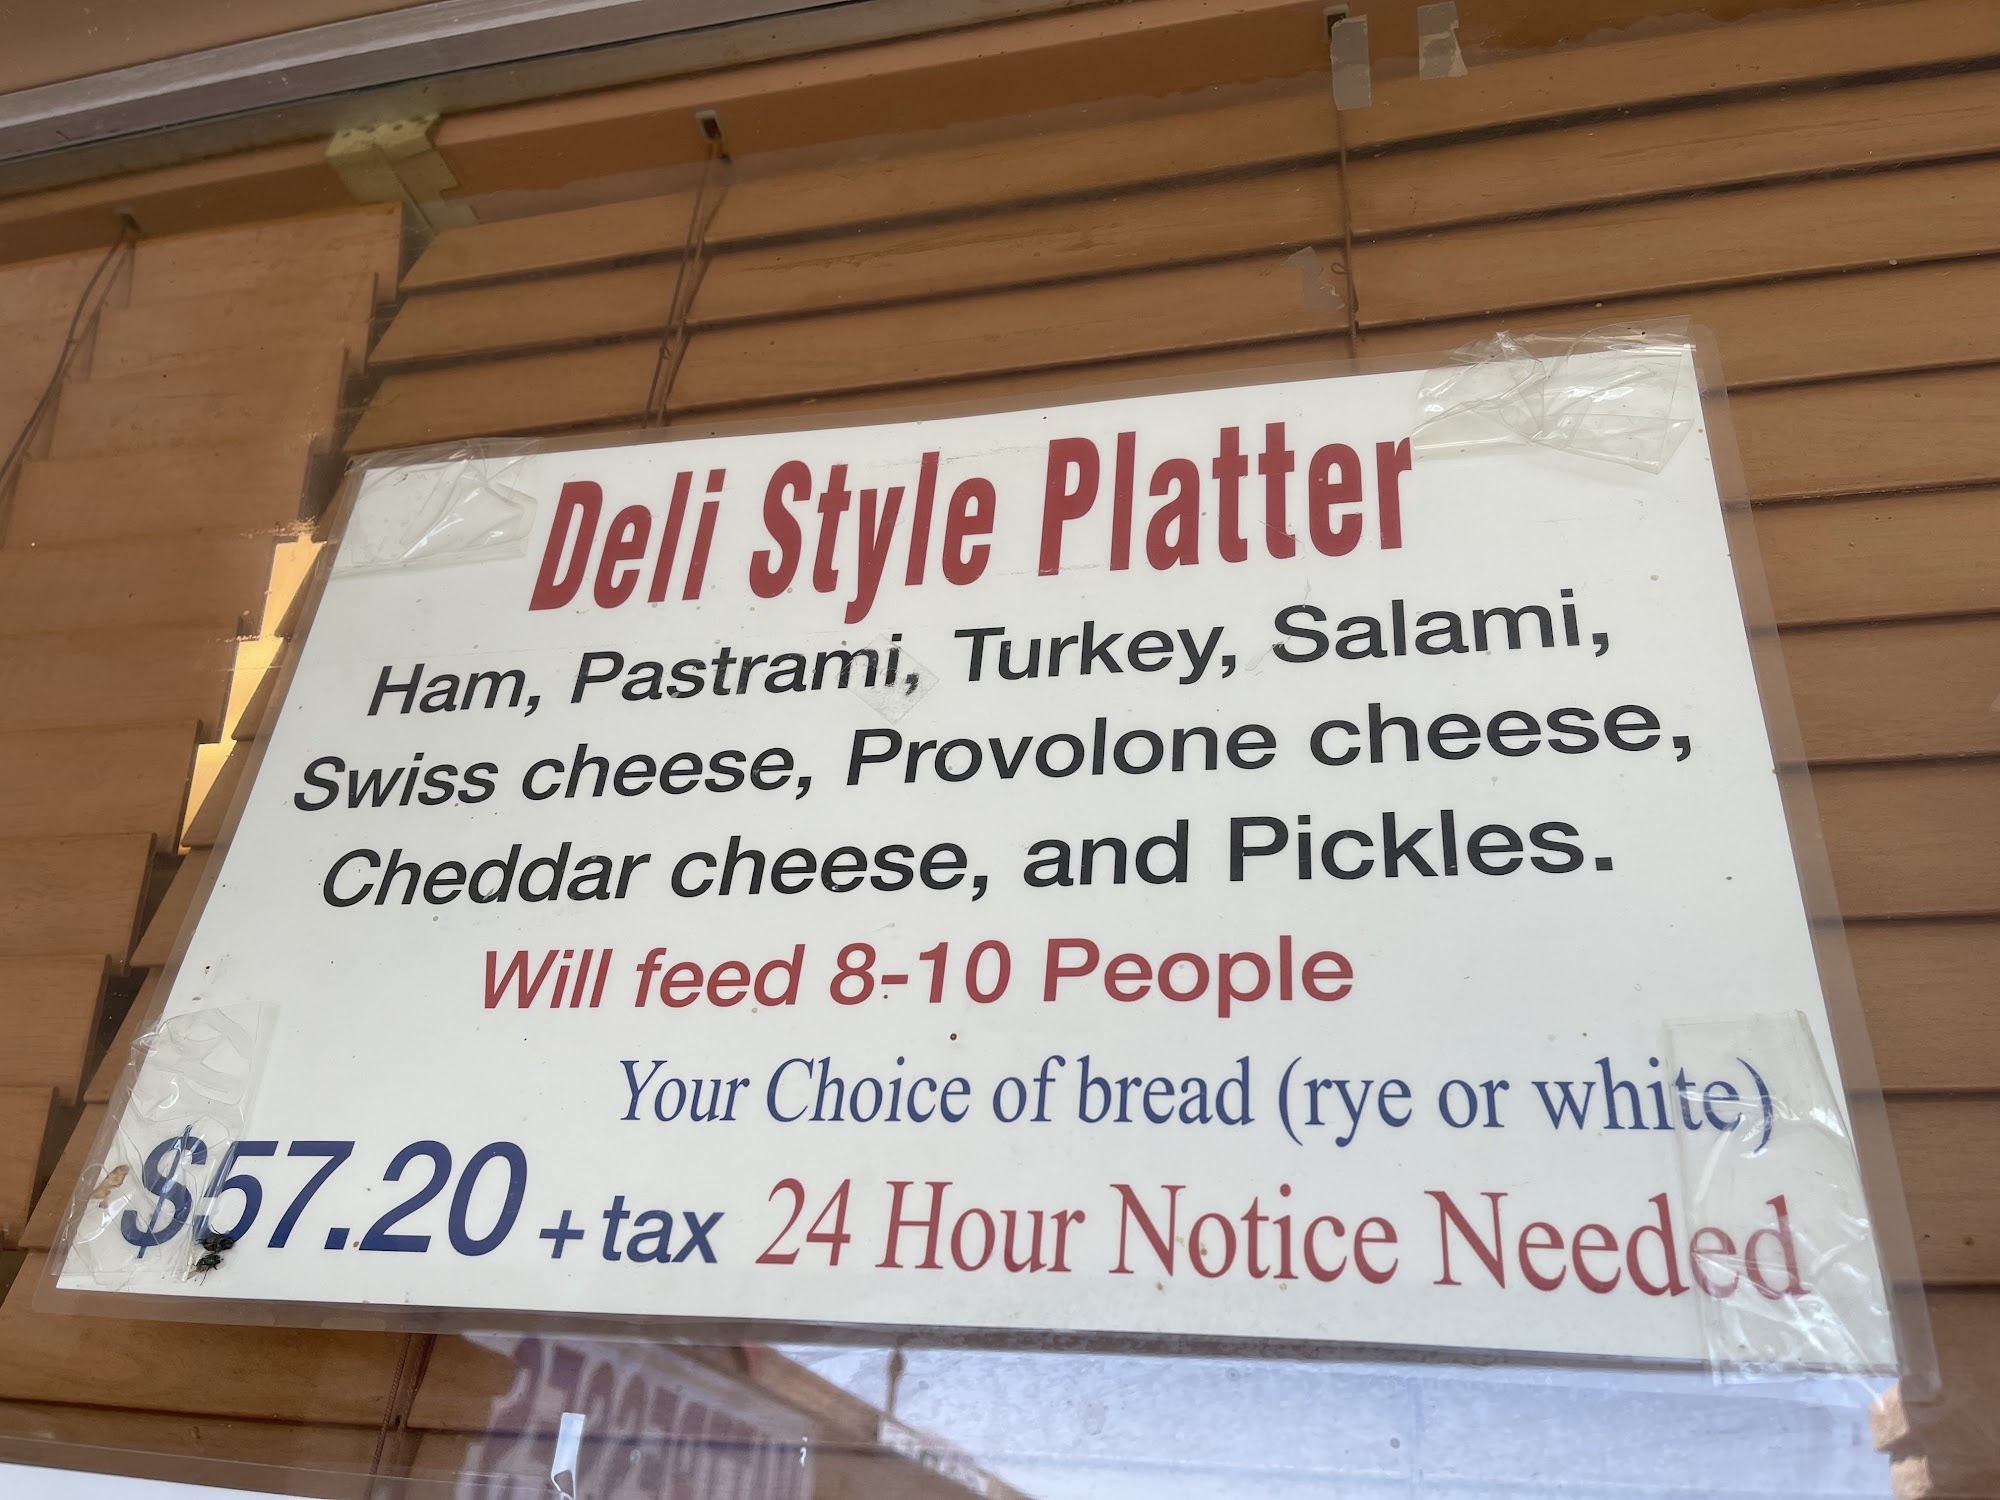 Deli Style Platter
Ham, Pastrami, Turkey, Salami,
Swiss cheese, Provolone cheese,
Cheddar cheese, and Pickles.
Will feed 8-10 People
Your Choice of bread (rye or white)
$57.20 + tax 24 Hour Notice Needed